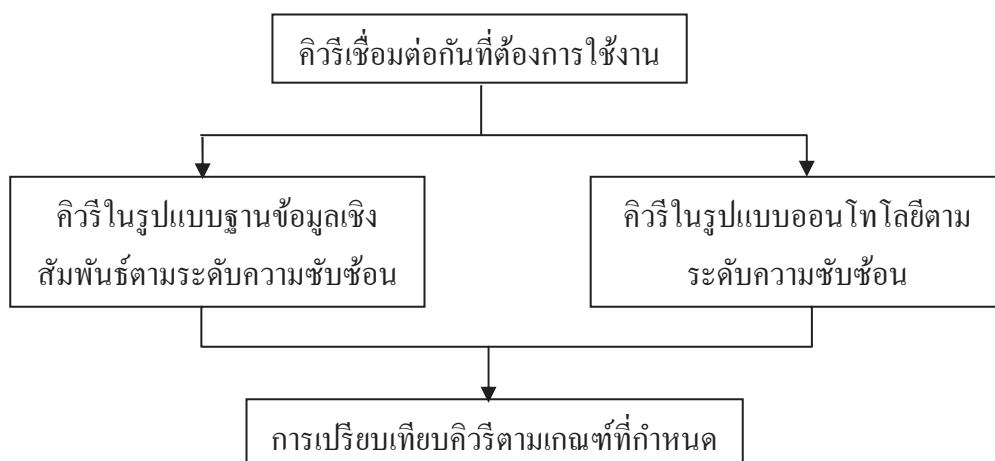 คิวรีเชื่อมต่อกันที่ต้องการใช้งาน
คิวรีในรูปแบบฐานข้อมูลเชิง
สัมพันธ์ตามระดับความซับซ้อน
คิวรีในรูปแบบออนโทโลยีตาม
ระดับความซับซ้อน
การเปรียบเทียบคิวรีตามเกณฑ์ที่กำหนด